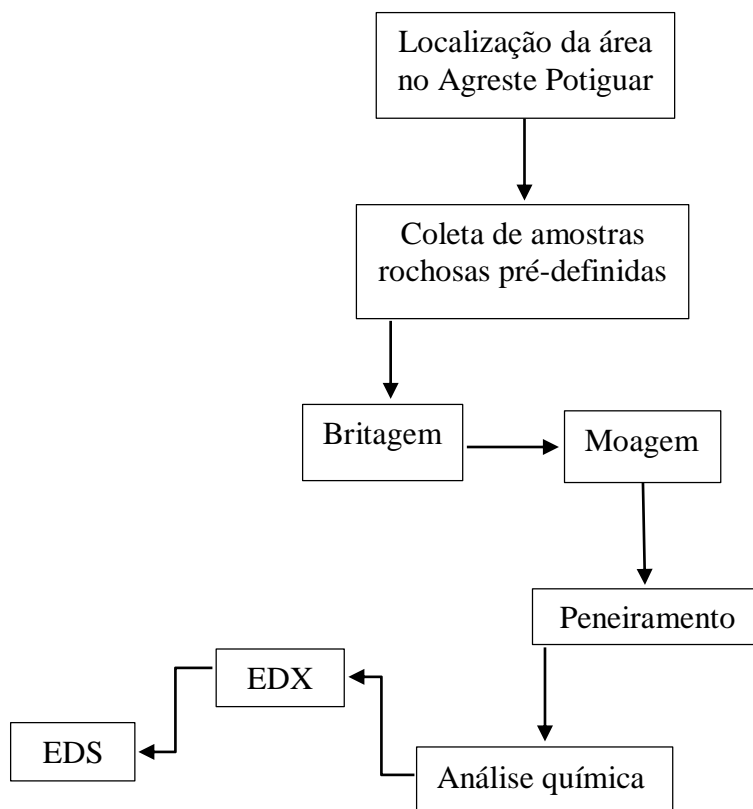 Localização da área
no Agreste Potiguar
Coleta de amostras
rochosas pré-definidas
Britagem
Moagem
Peneiramento
Análise química
EDX
EDS